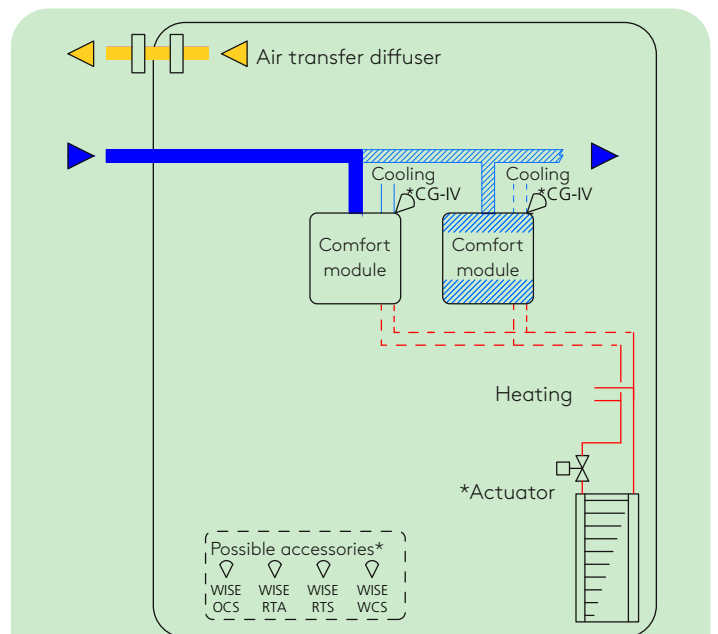 Air transfer diffuser
Cooling
*CG-IV
Cooling
*CG-IV
Comfort
module
Comfort
module
Heating
*Actuator
Possible accessories*
WISE
OCS
WISE
RTA
WISE
RTS
WISE
WCS